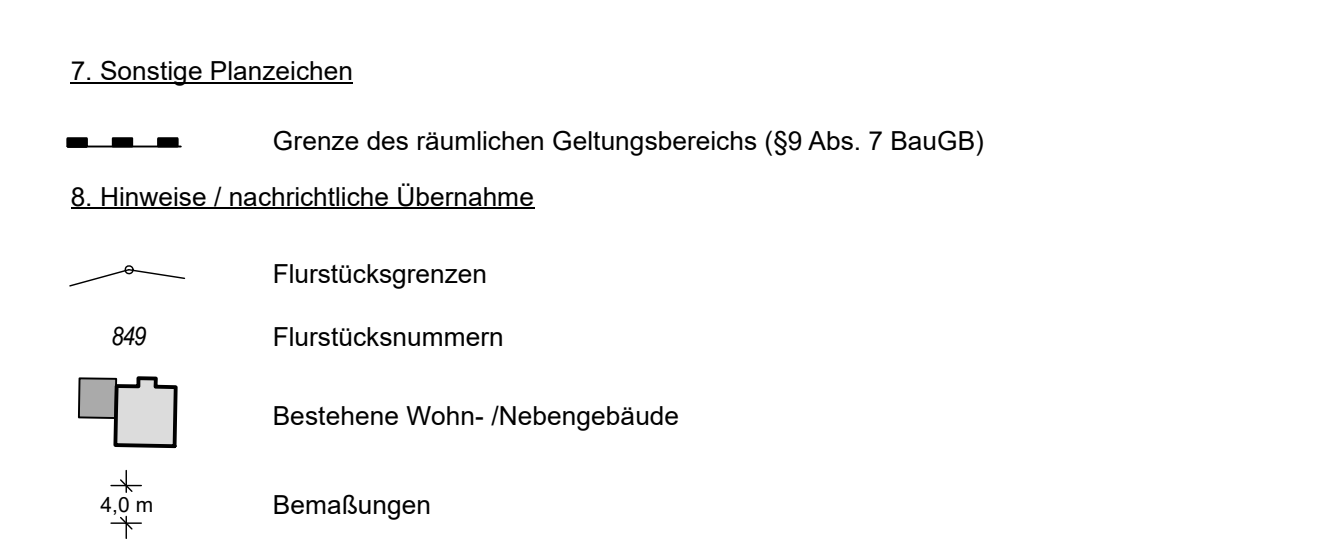 7. Sonstige Planzeichen
Grenze des räumlichen Geltungsbereichs (§9 Abs. 7 BauGB)
8. Hinweise / nachrichtliche Übernahme
Flurstücksgrenzen
849 Flurstücksnummern
Bestehene Wohn- /Nebengebäude
4,0 m Bemaßungen